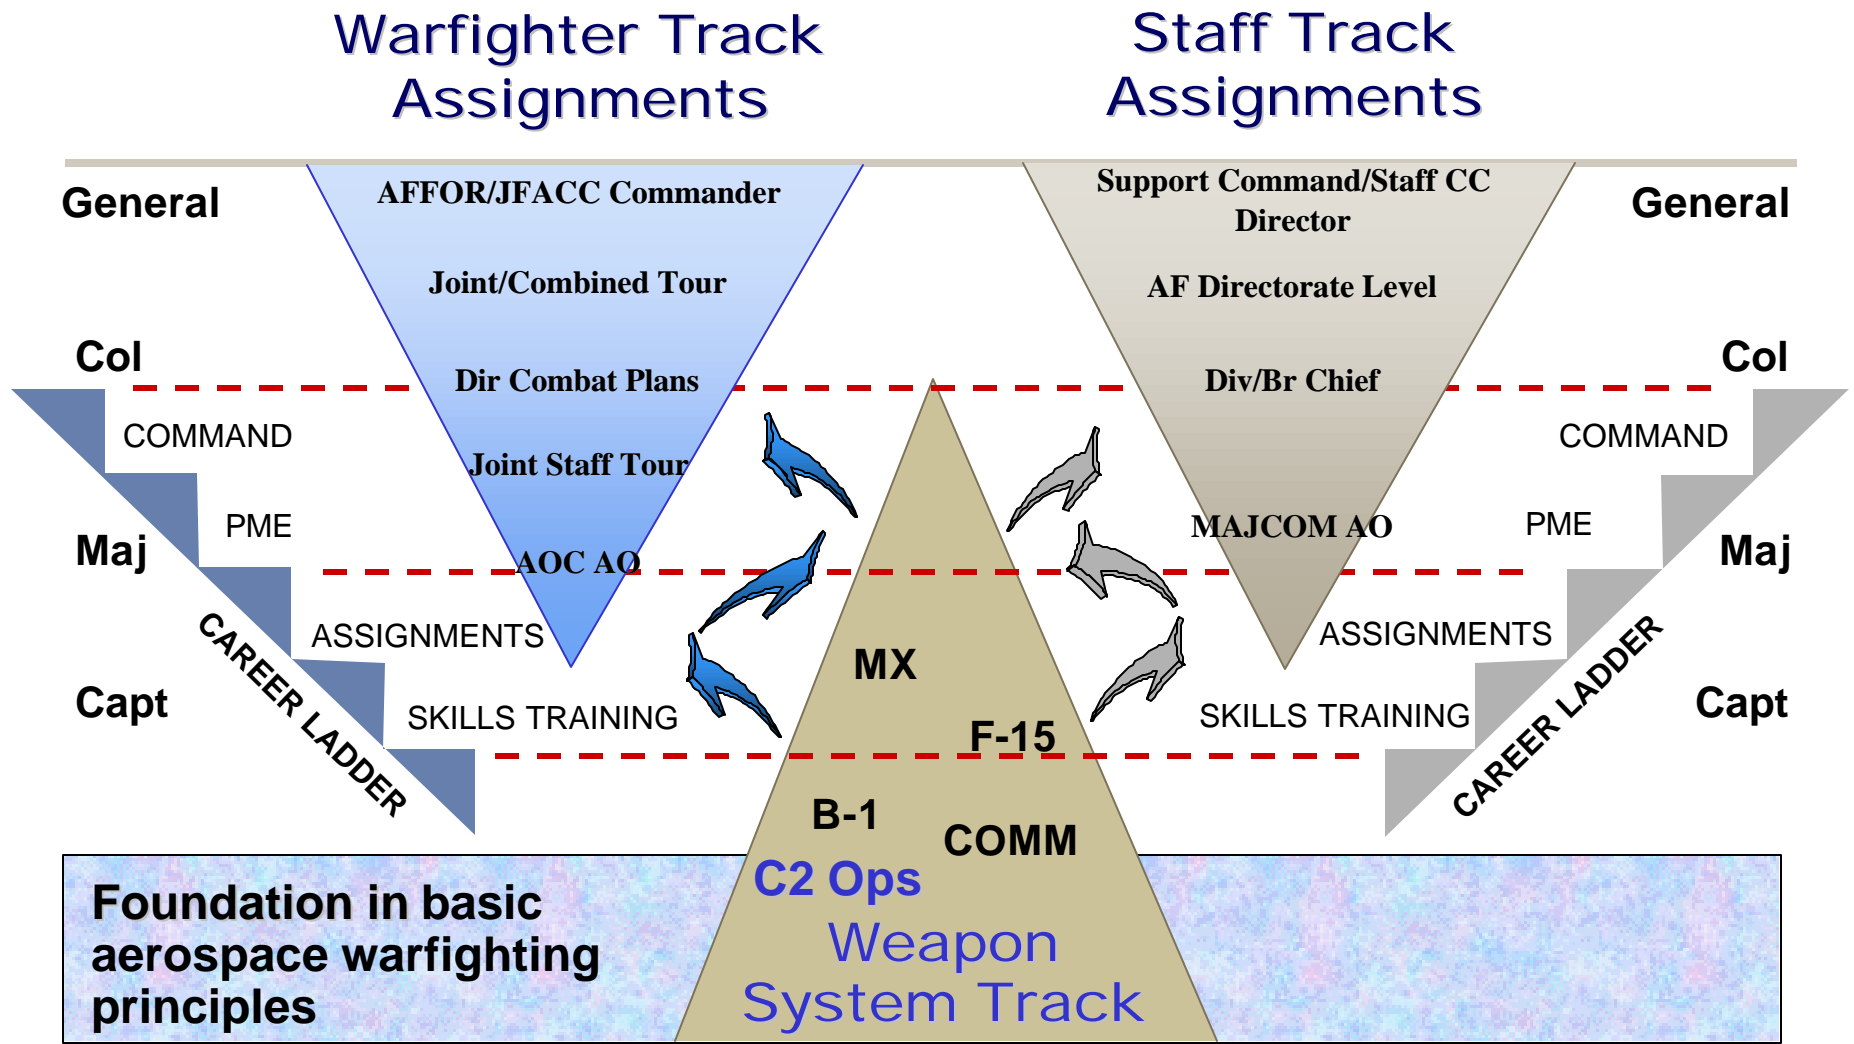 Warfighter Track
Assignments
Staff Track
Assignments
General
AFFOR/JFACC Commander
Support Command/Staff CC
Director
General
Joint/Combined Tour
AF Directorate Level
Col
Dir Combat Plans
Div/Br Chief
Col
COMMAND
COMMAND
Joint Staff Tour
PME
MAJCOM AO
PME
Maj
AOC AO
Maj
ASSIGNMENTS
ASSIGNMENTS
CAREER LADDER
MX
CAREER LADDER
Capt
SKILLS TRAINING
SKILLS TRAINING
Capt
F-15
B-1
COMM
C2 Ops
Weapon
System Track
Foundation in basic
aerospace warfighting
principles